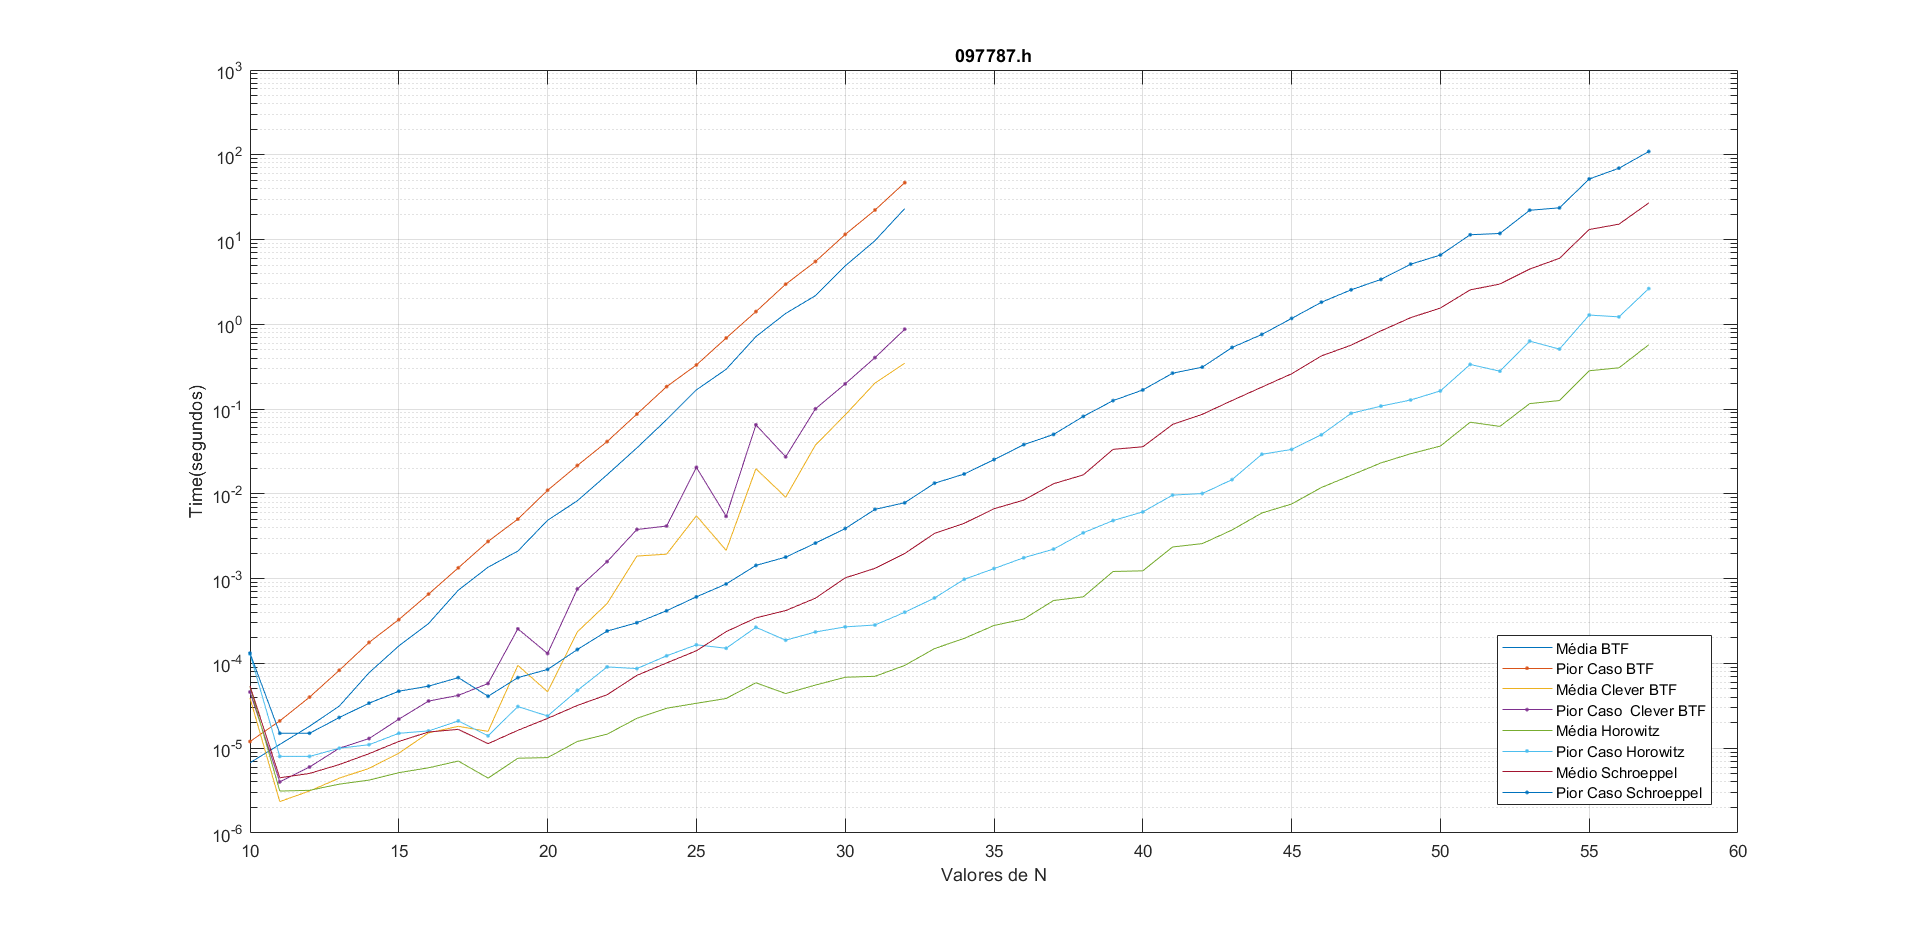 097787.h
Time(segundos)
10^3
10^2
10^1
10^0
10^-1
10^-2
10^-3
10^-4
10^-5
10^-6
Média BTF
Pior Caso BTF
Média Clever BTF
Pior Caso  Clever BTF
Média Horowitz
Pior Caso Horowitz
Médio Schroeppel
Pior Caso Schroeppel
10 15 20 25 30 35 40 45 50 55 60
Valores de N